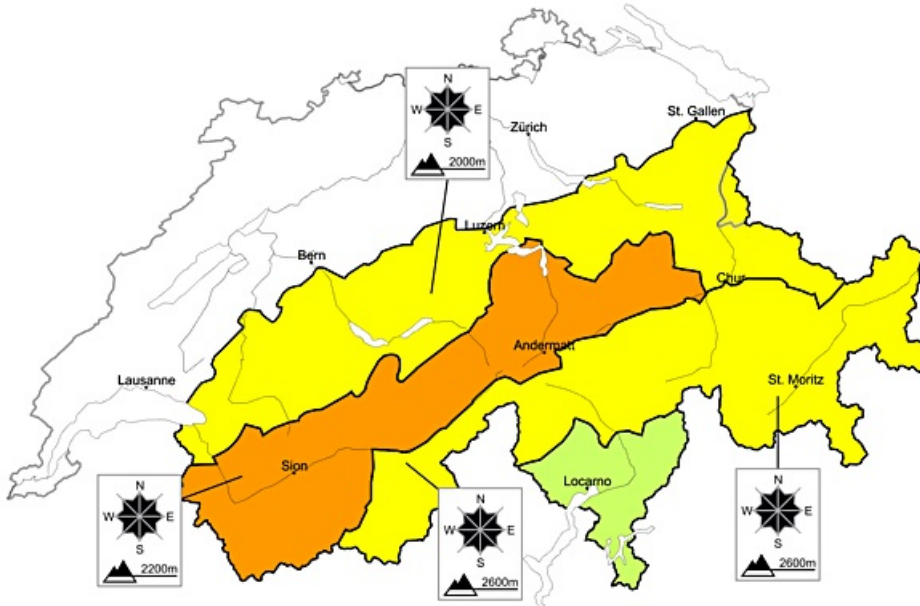 N
W E
S
2000m
St. Gallen
Zürich
Luzern
Bern
Chur
Andermatt
Lausanne
St. Moritz
Sion
Locarno
N
W E
S
2200m
N
W E
S
2600m
N
W E
S
2600m